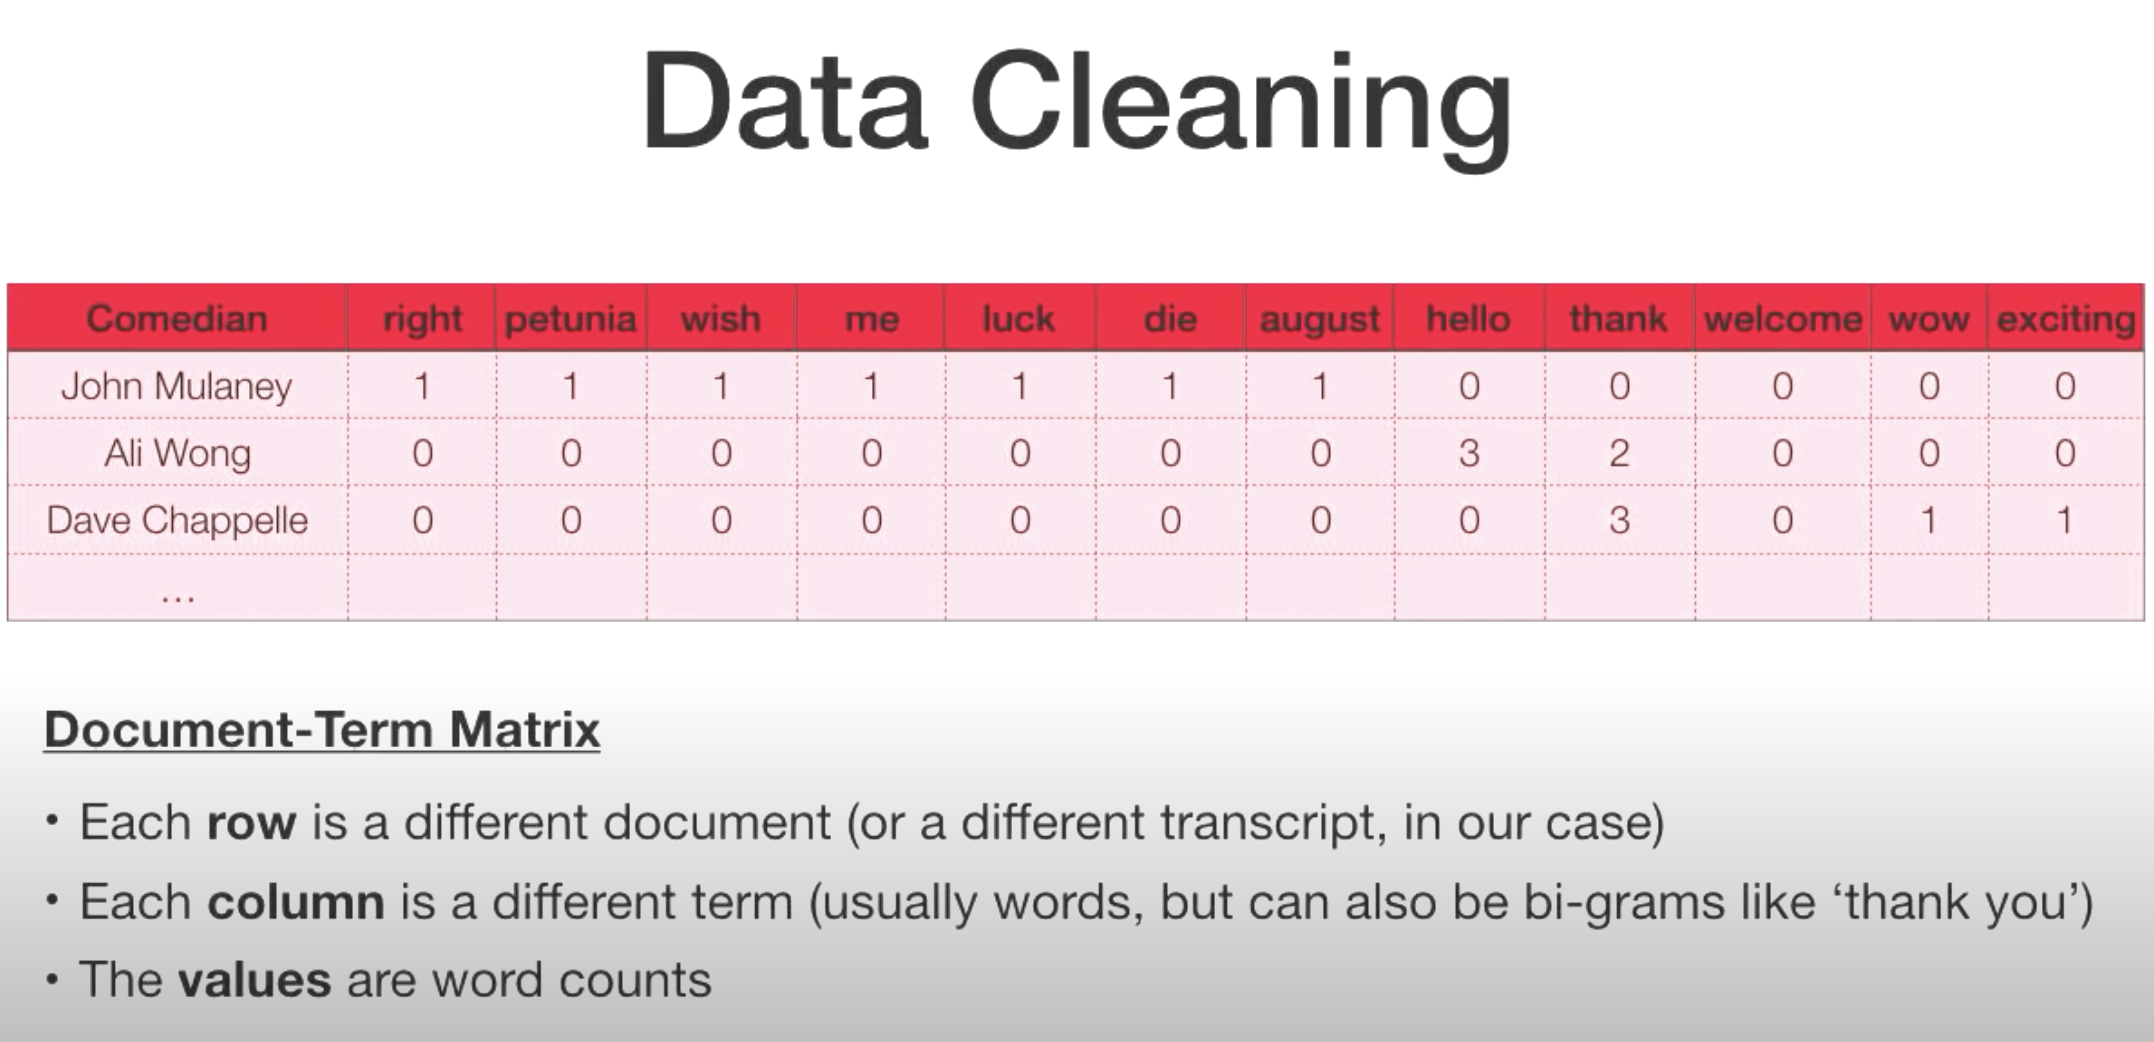 Data Cleaning
Comedian right petunia wish me luck die august hello thank welcome wow exciting
John Mulaney 1 1 1 1 1 1 1 0 0 0 0 0
Ali Wong 0 0 0 0 0 0 0 3 2 0 0 0
Dave Chappelle 0 0 0 0 0 0 0 0 3 0 1 1
...
Document-Term Matrix
• Each row is a different document (or a different transcript, in our case)
• Each column is a different term (usually words, but can also be bi-grams like ‘thank you’)
• The values are word counts